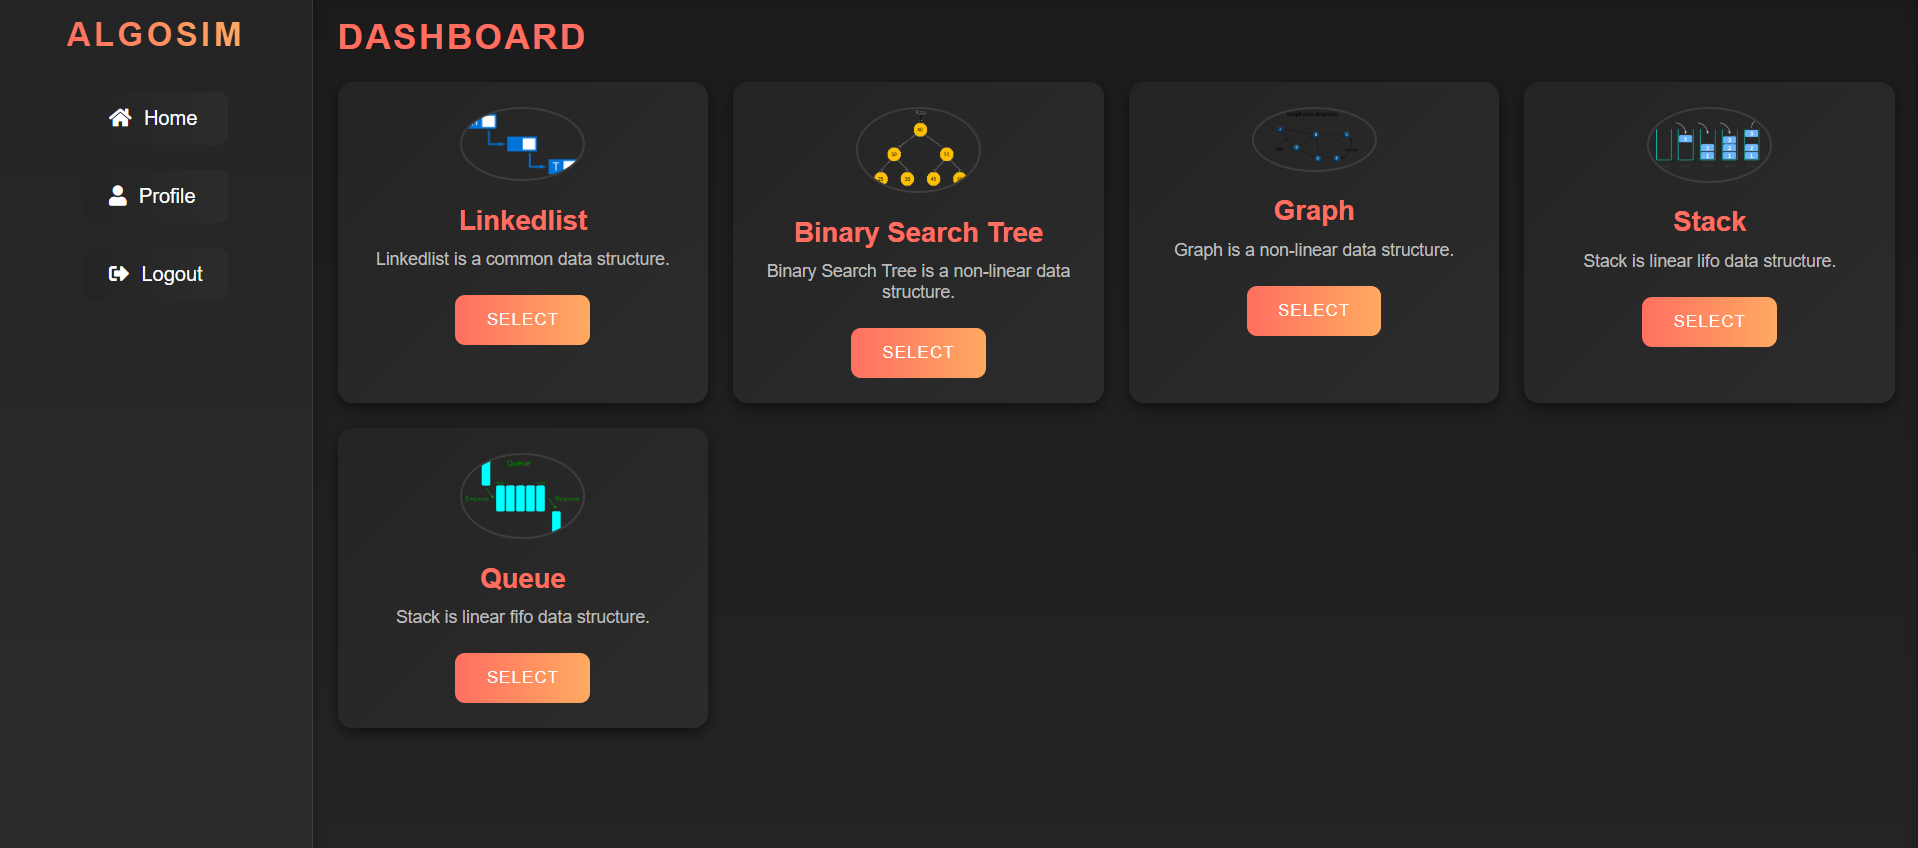 ALGOSIM
Home
Profile
Logout
DASHBOARD
Linkedlist
Linkedlist is a common data structure.
SELECT
Binary Search Tree
Binary Search Tree is a non-linear data
structure.
SELECT
Graph
Graph is a non-linear data structure.
SELECT
Stack
Stack is linear lifo data structure.
SELECT
Queue
Queue
Stack is linear fifo data structure.
SELECT